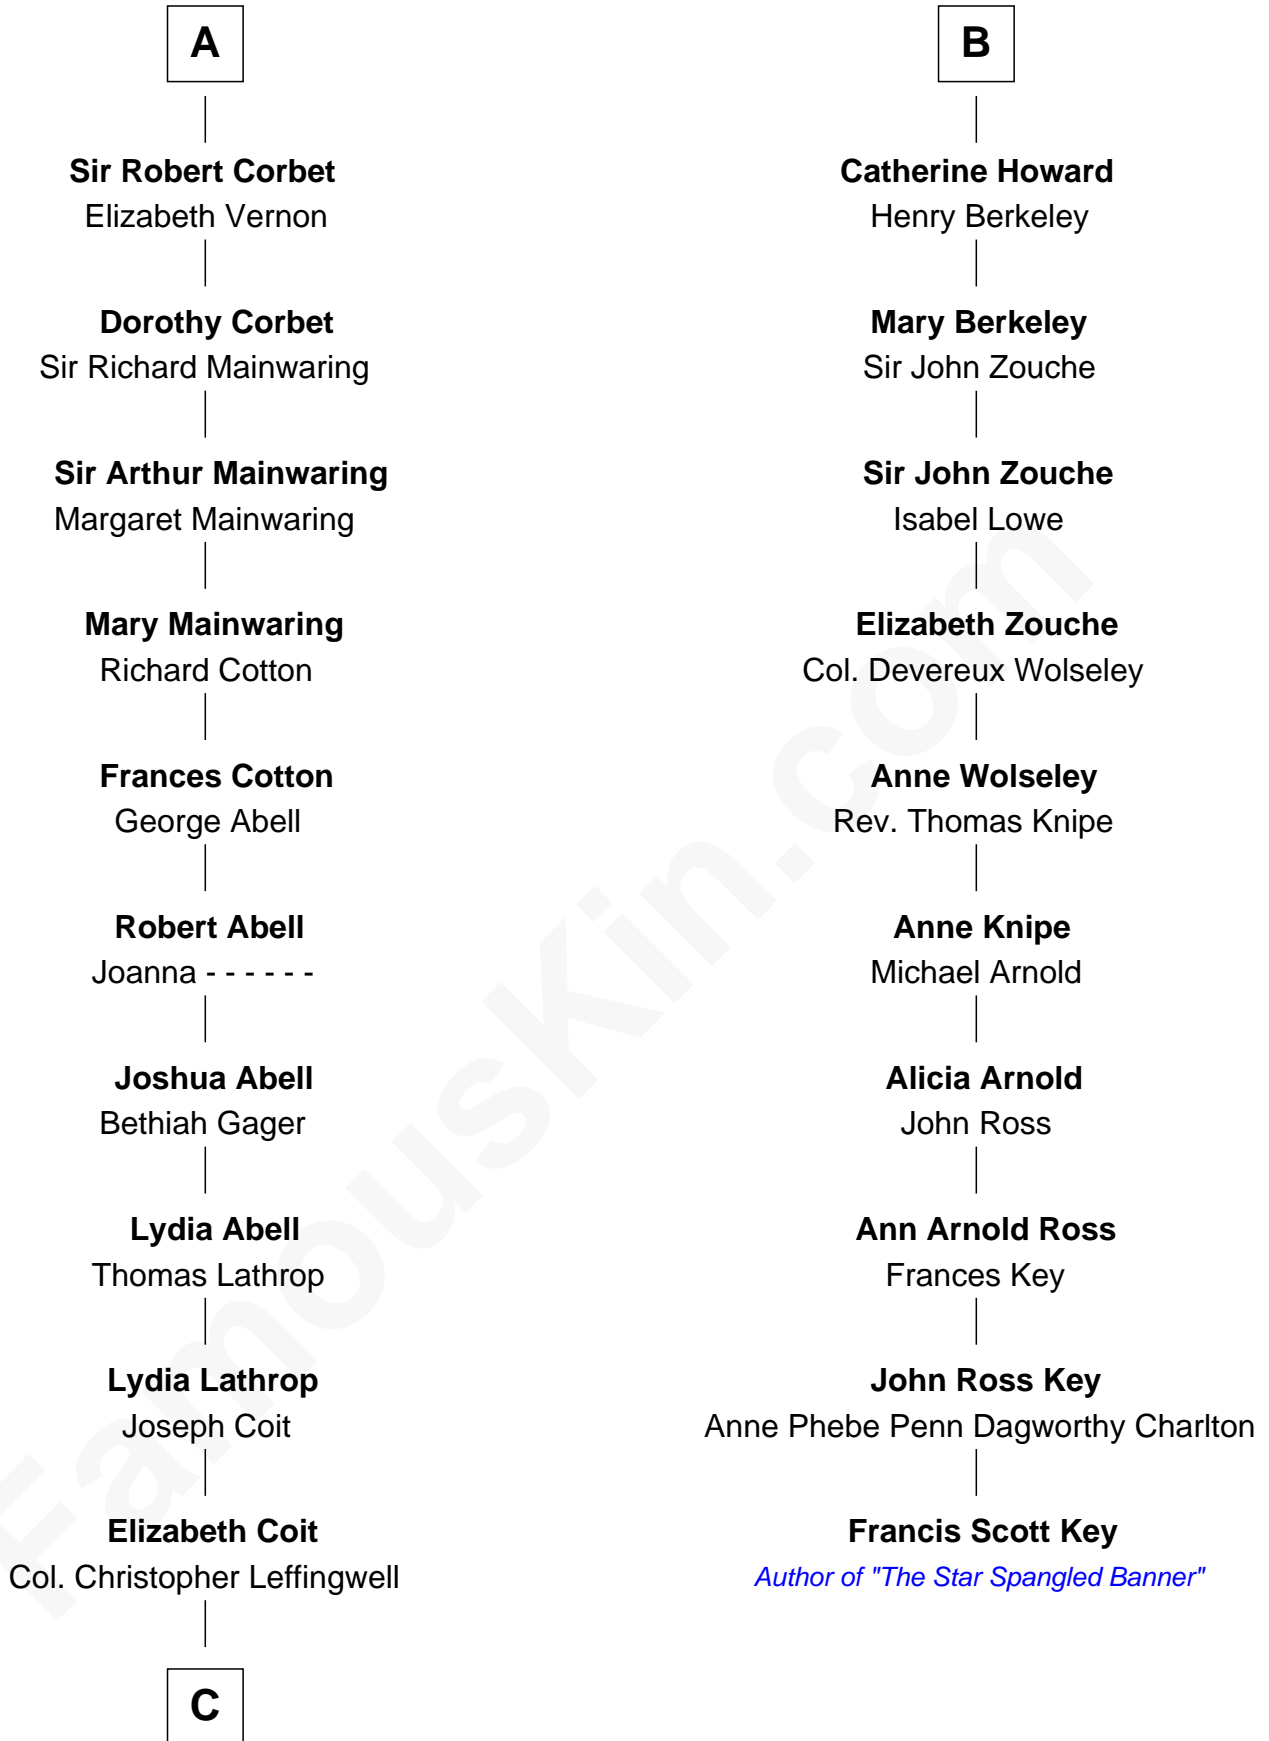 A
Sir Robert Corbet
Elizabeth Vernon
Dorothy Corbet
Sir Richard Mainwaring
Sir Arthur Mainwaring
Margaret Mainwaring
Mary Mainwaring
Richard Cotton
Frances Cotton
George Abell
Robert Abell
Joanna - - - - - -
Joshua Abell
Bethiah Gager
Lydia Abell
Thomas Lathrop
Lydia Lathrop
Joseph Coit
Elizabeth Coit
Col. Christopher Leffingwell
C
B
Catherine Howard
Henry Berkeley
Mary Berkeley
Sir John Zouche
Sir John Zouche
Isabel Lowe
Elizabeth Zouche
Col. Devereux Wolseley
Anne Wolseley
Rev. Thomas Knipe
Anne Knipe
Michael Arnold
Alicia Arnold
John Ross
Ann Arnold Ross
Frances Key
John Ross Key
Anne Phebe Penn Dagworthy Charlton
Francis Scott Key
Author of "The Star Spangled Banner"
FamousKin.com